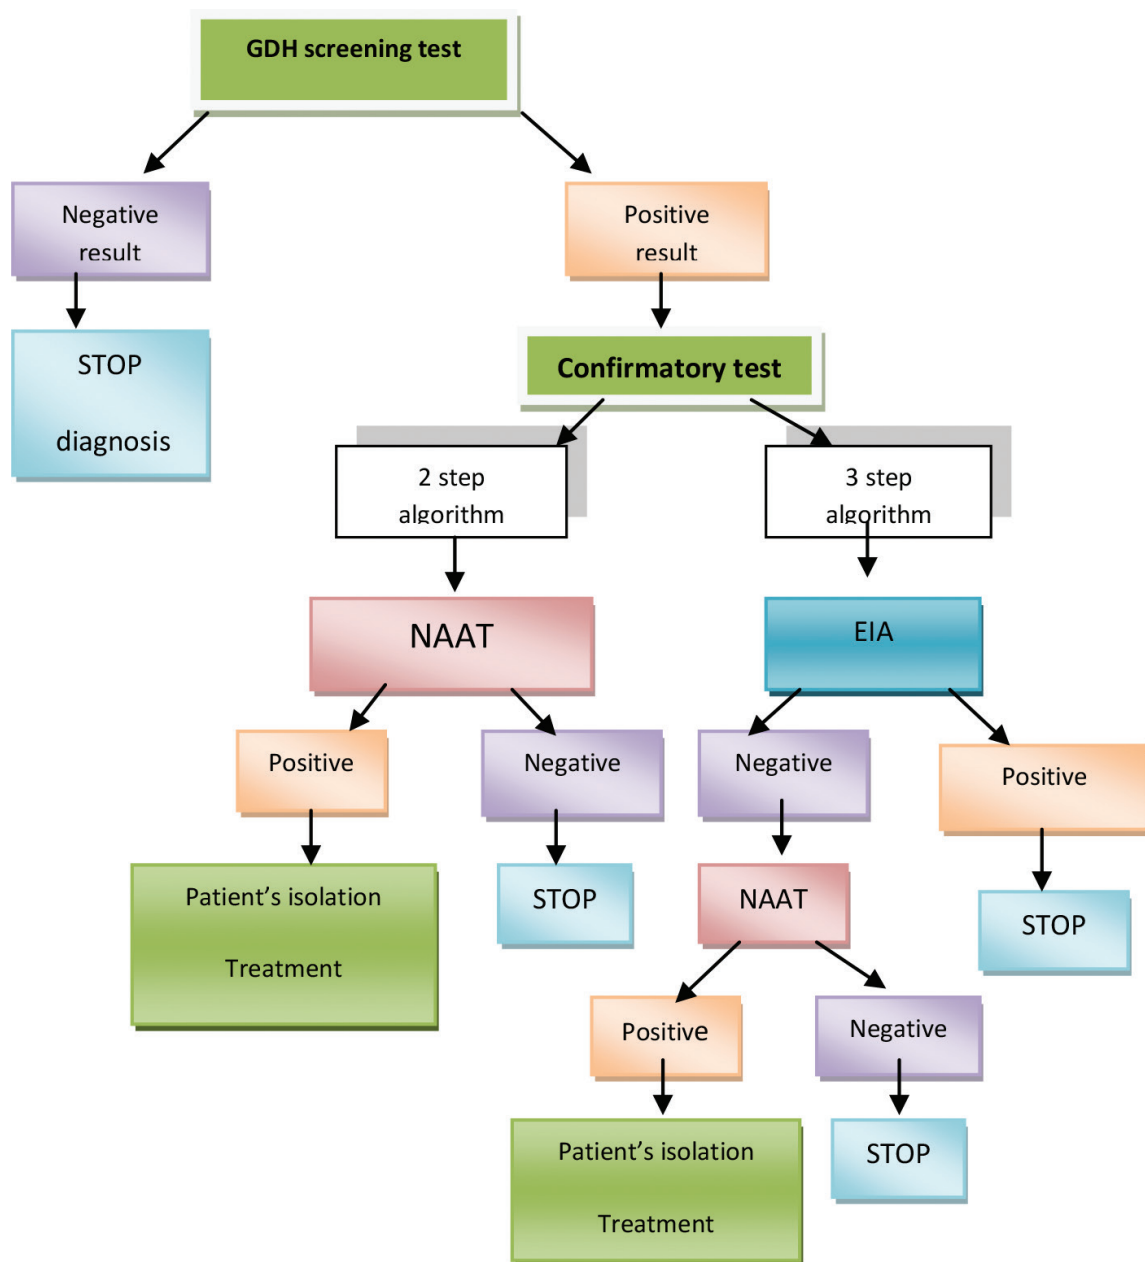 GDH screening test
Negative
result
Positive
result
STOP
diagnosis
Confirmatory test
2 step
algorithm
3 step
algorithm
NAAT
EIA
Positive
Negative
Negative
Positive
Patient’s isolation
Treatment
STOP
NAAT
STOP
Positive
Negative
Patient’s isolation
Treatment
STOP